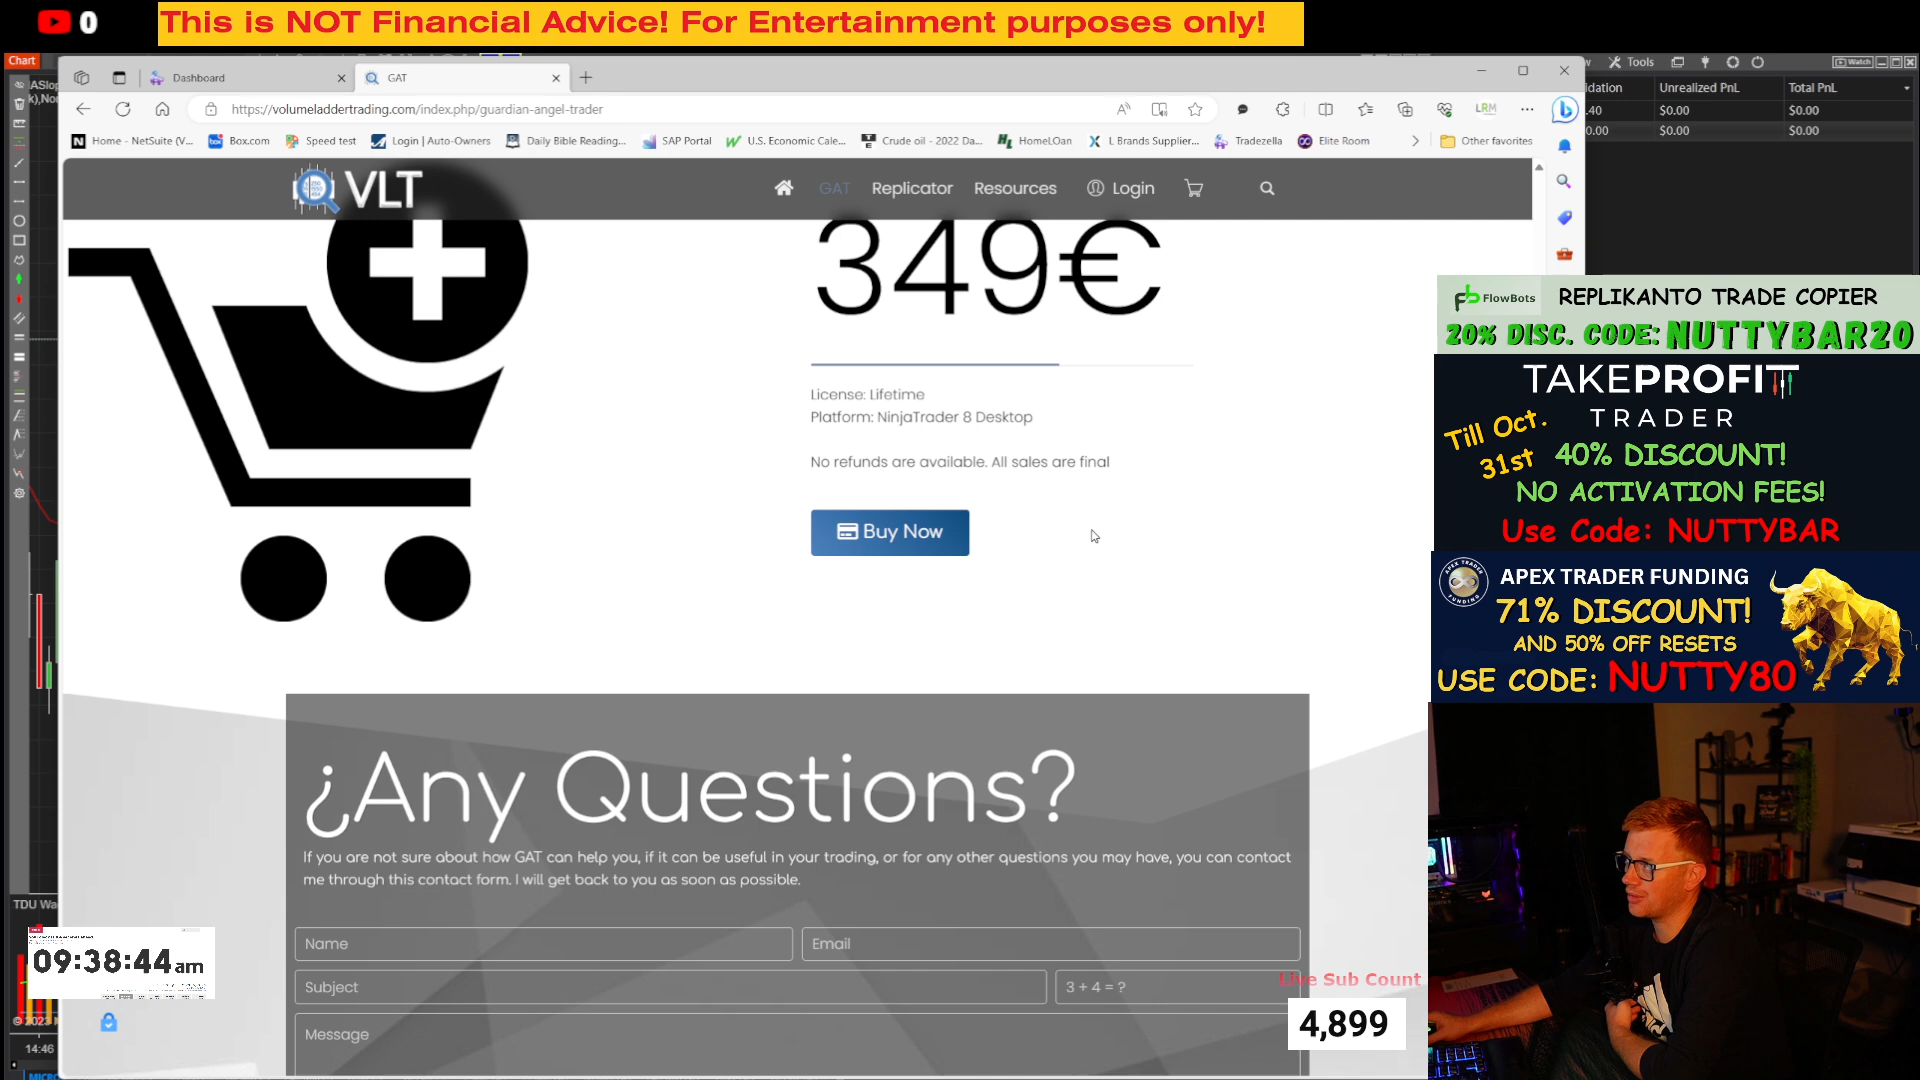 0
This is NOT Financial Advice! For Entertainment purposes only!
Chart
Tools
Watch
Dashboard
GAT
https://volumeladdertrading.com/index.php/guardian-angel-trader
LRM
Unrealized PnL
Total PnL
$0.00
$0.00
$0.00
$0.00
Home - NetSuite (V...
Box.com
Speed test
Login | Auto-Owners
Daily Bible Reading...
SAP Portal
U.S. Economic Cale...
Crude oil - 2022 Da...
HomeLOan
L Brands Supplier...
Tradezella
Elite Room
Other favorites
VLT
GAT
Replicator
Resources
Login
349€
License: Lifetime
Platform: NinjaTrader 8 Desktop
No refunds are available. All sales are final
Buy Now
¿Any Questions?
If you are not sure about how GAT can help you, if it can be useful in your trading, or for any other questions you may have, you can contact
me through this contact form. I will get back to you as soon as possible.
Name
Email
Subject
3 + 4 = ?
Message
FlowBots
REPLIKANTO TRADE COPIER
20% DISC. CODE: NUTTYBAR20
TAKEPROFIT
TRADER
Till Oct.
31st
40% DISCOUNT!
NO ACTIVATION FEES!
Use Code: NUTTYBAR
APEX TRADER FUNDING
71% DISCOUNT!
AND 50% OFF RESETS
USE CODE: NUTTY80
TDU Wa
09:38:44 am
© 2023
14:46
MICRO
Live Sub Count
4,899